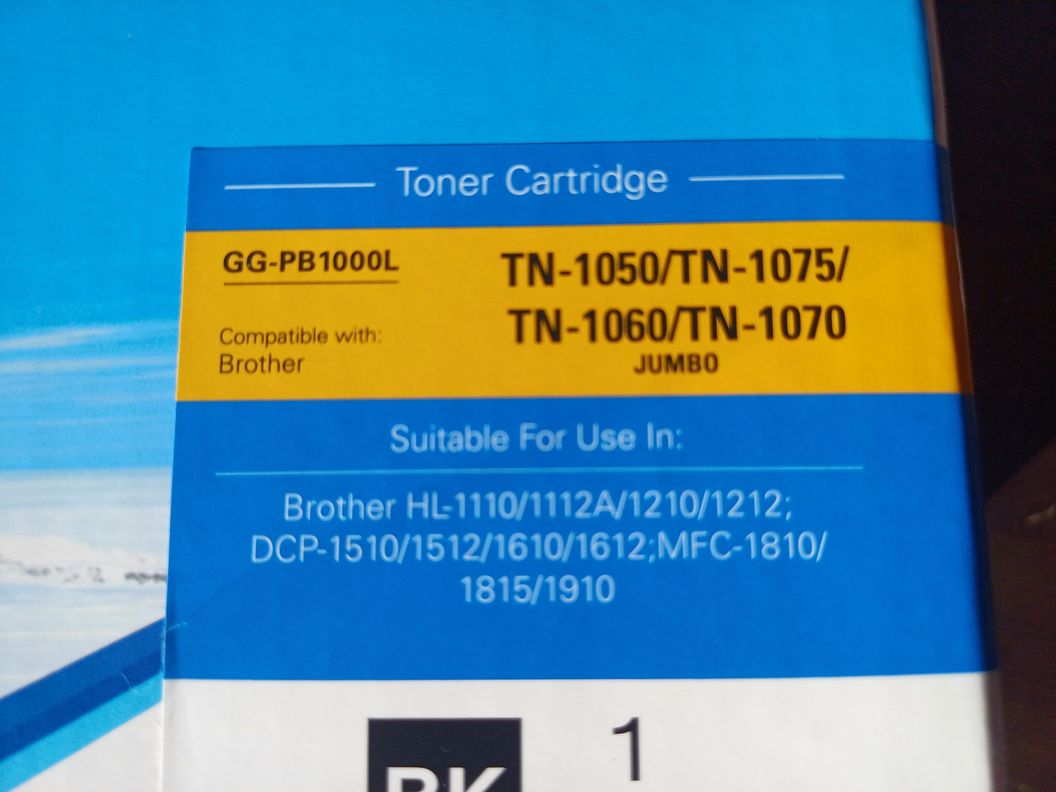 Toner Cartridge
GG-PB1000L
TN-1050/TN-1075/
TN-1060/TN-1070
JUMBO
Compatible with:
Brother
Suitable For Use In:
Brother HL-1110/1112A/1210/1212;
DCP-1510/1512/1610/1612;MFC-1810/
1815/1910
BK
1